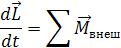 dL⃗/dt = ∑ M⃗внеш